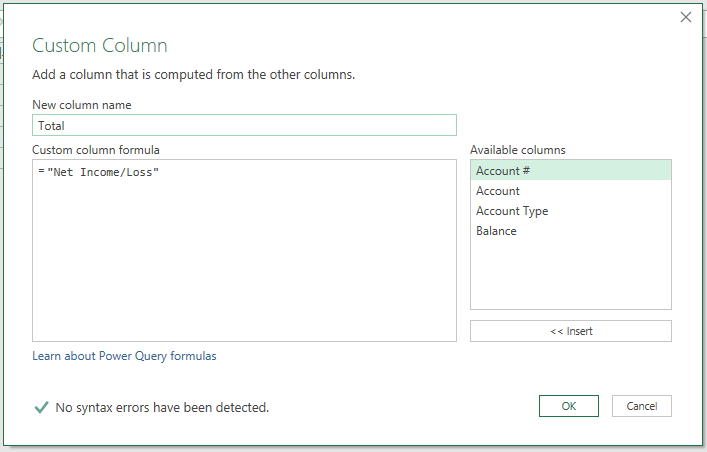 Custom Column
Add a column that is computed from the other columns.
New column name
Total
Custom column formula
= "Net Income/Loss"
Available columns
Account #
Account
Account Type
Balance
<< Insert
Learn about Power Query formulas
No syntax errors have been detected.
OK
Cancel